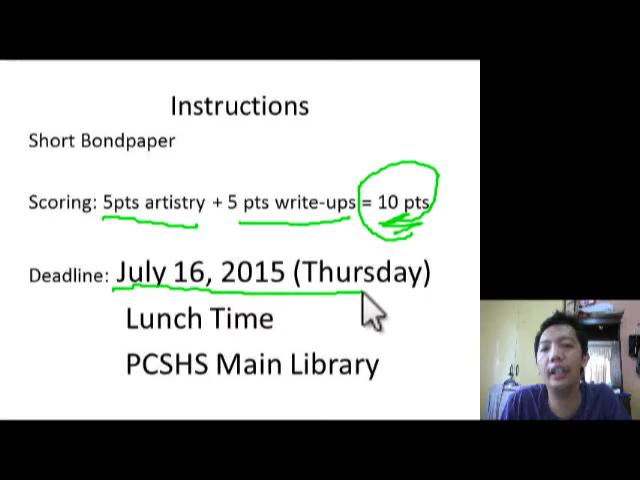 Instructions
Short Bondpaper
Scoring: 5pts artistry + 5 pts write-ups = 10 pts
Deadline: July 16, 2015 (Thursday)
Lunch Time
PCSHS Main Library